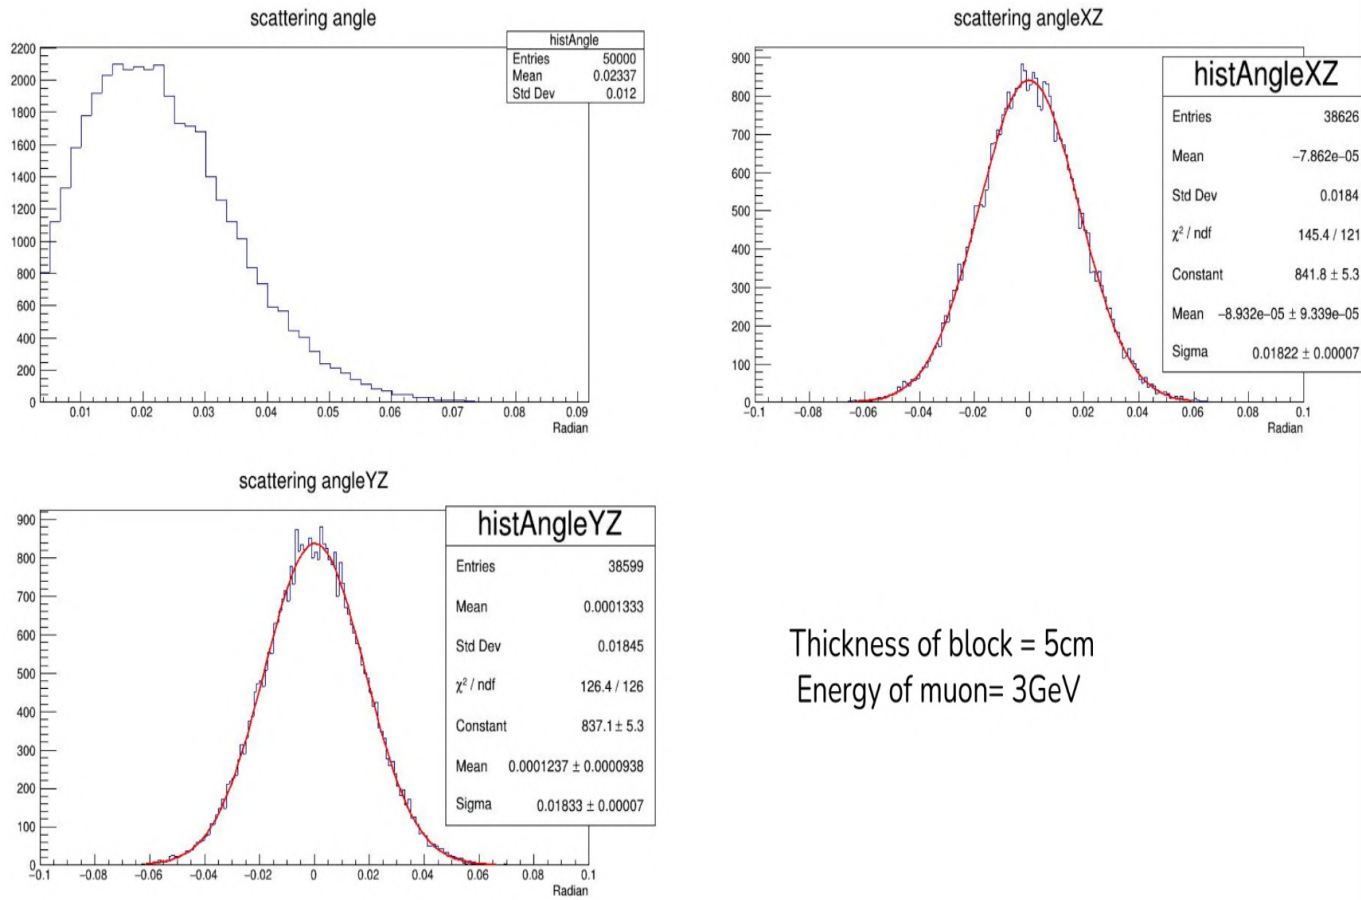 scattering angle
histAngle
Entries 50000
Mean 0.02337
Std Dev 0.012
2200
2000
1800
1600
1400
1200
1000
800
600
400
200
0
0.01 0.02 0.03 0.04 0.05 0.06 0.07 0.08 0.09
Radian
scattering angleXZ
histAngleXZ
Entries 38626
Mean −7.862e−05
Std Dev 0.0184
χ² / ndf 145.4 / 121
Constant 841.8 ± 5.3
Mean −8.932e−05 ± 9.339e−05
Sigma 0.01822 ± 0.00007
900
800
700
600
500
400
300
200
100
0
−0.1 −0.08 −0.06 −0.04 −0.02 0 0.02 0.04 0.06 0.08 0.1
Radian
scattering angleYZ
histAngleYZ
Entries 38599
Mean 0.0001333
Std Dev 0.01845
χ² / ndf 126.4 / 126
Constant 837.1 ± 5.3
Mean 0.0001237 ± 0.0000938
Sigma 0.01833 ± 0.00007
900
800
700
600
500
400
300
200
100
0
−0.1 −0.08 −0.06 −0.04 −0.02 0 0.02 0.04 0.06 0.08 0.1
Radian
Thickness of block = 5cm
Energy of muon= 3GeV